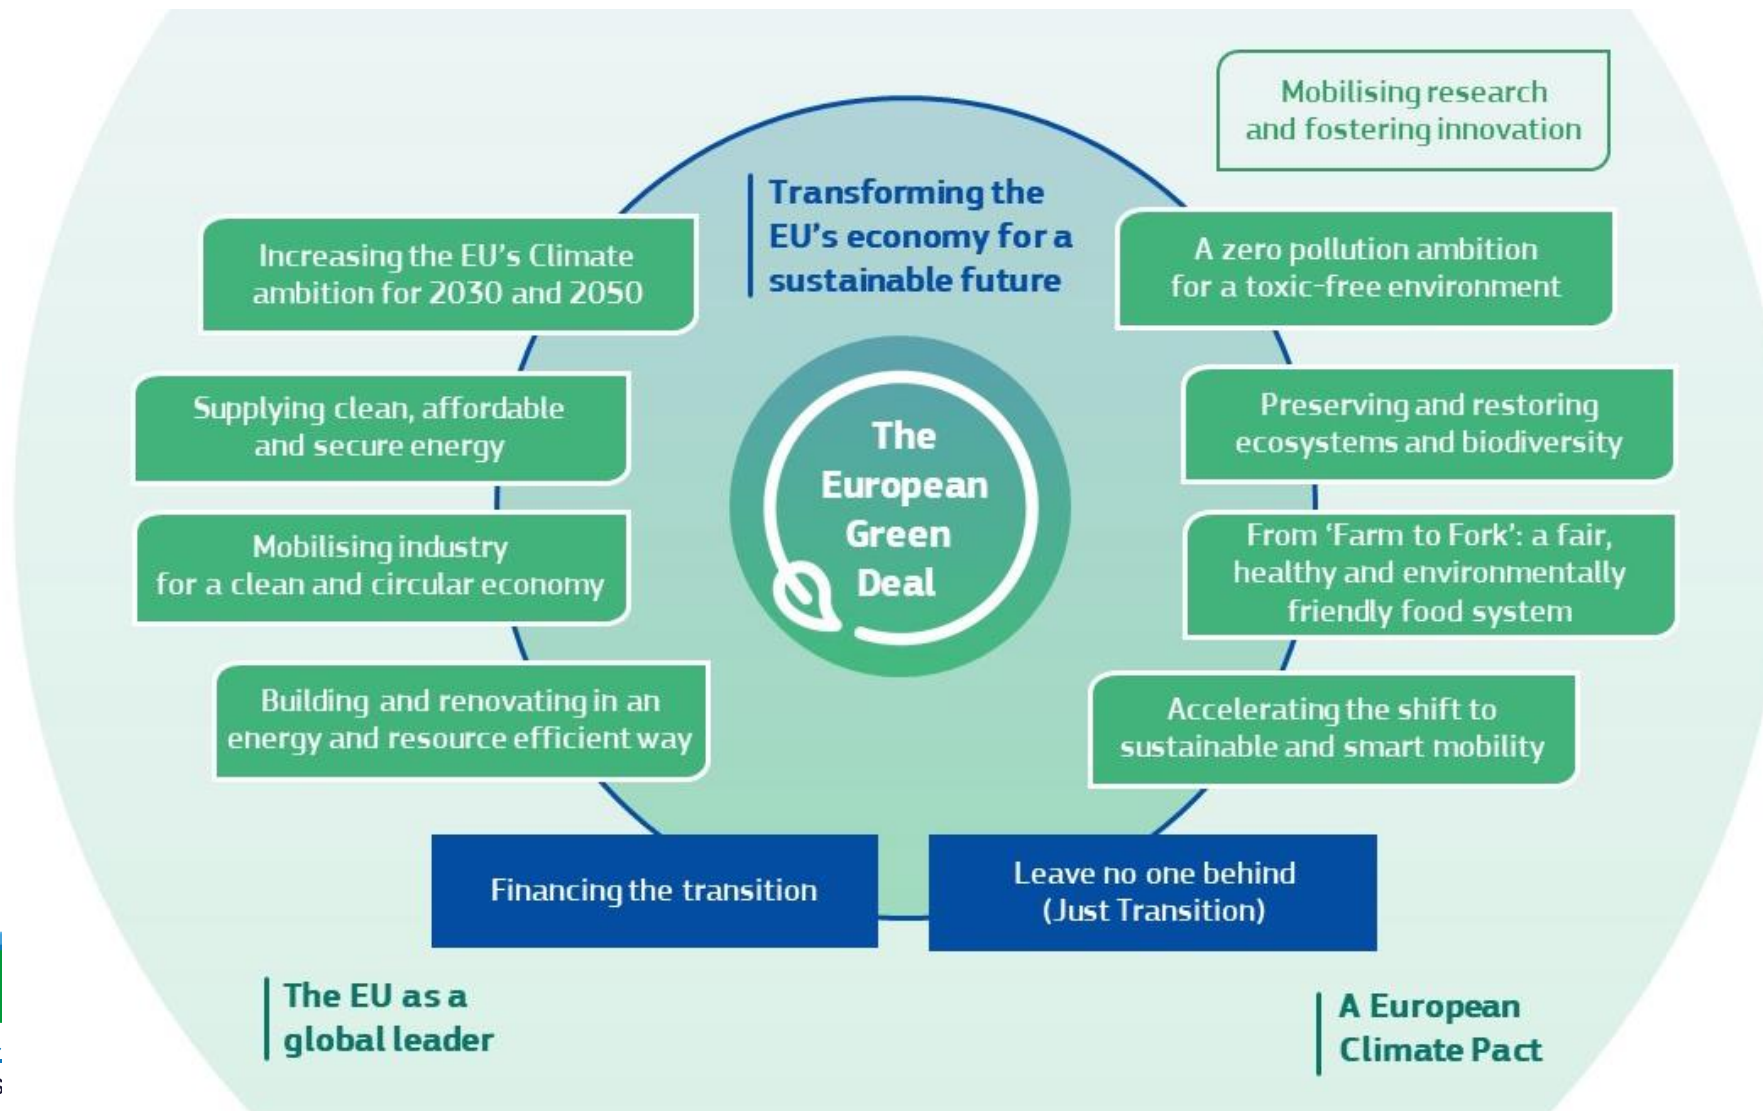 Mobilising research
and fostering innovation
Transforming the
EU's economy for a
sustainable future
Increasing the EU's Climate
ambition for 2030 and 2050
A zero pollution ambition
for a toxic-free environment
Supplying clean, affordable
and secure energy
Preserving and restoring
ecosystems and biodiversity
The
European
Green
Deal
Mobilising industry
for a clean and circular economy
From ‘Farm to Fork’: a fair,
healthy and environmentally
friendly food system
Building and renovating in an
energy and resource efficient way
Accelerating the shift to
sustainable and smart mobility
Financing the transition
Leave no one behind
(Just Transition)
The EU as a
global leader
A European
Climate Pact